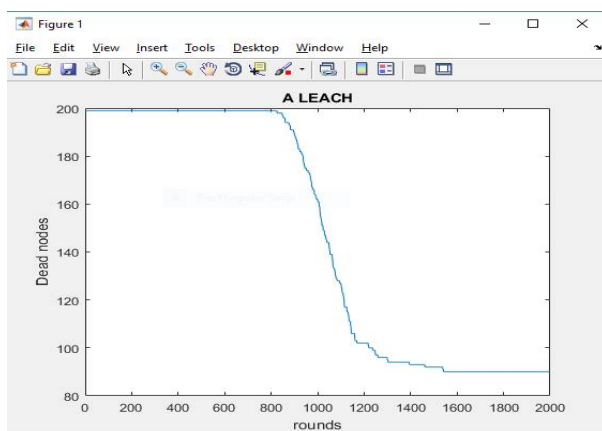 Figure 1
File Edit View Insert Tools Desktop Window Help
A LEACH
200
180
160
140
120
100
80
Dead nodes
0 200 400 600 800 1000 1200 1400 1600 1800 2000
rounds